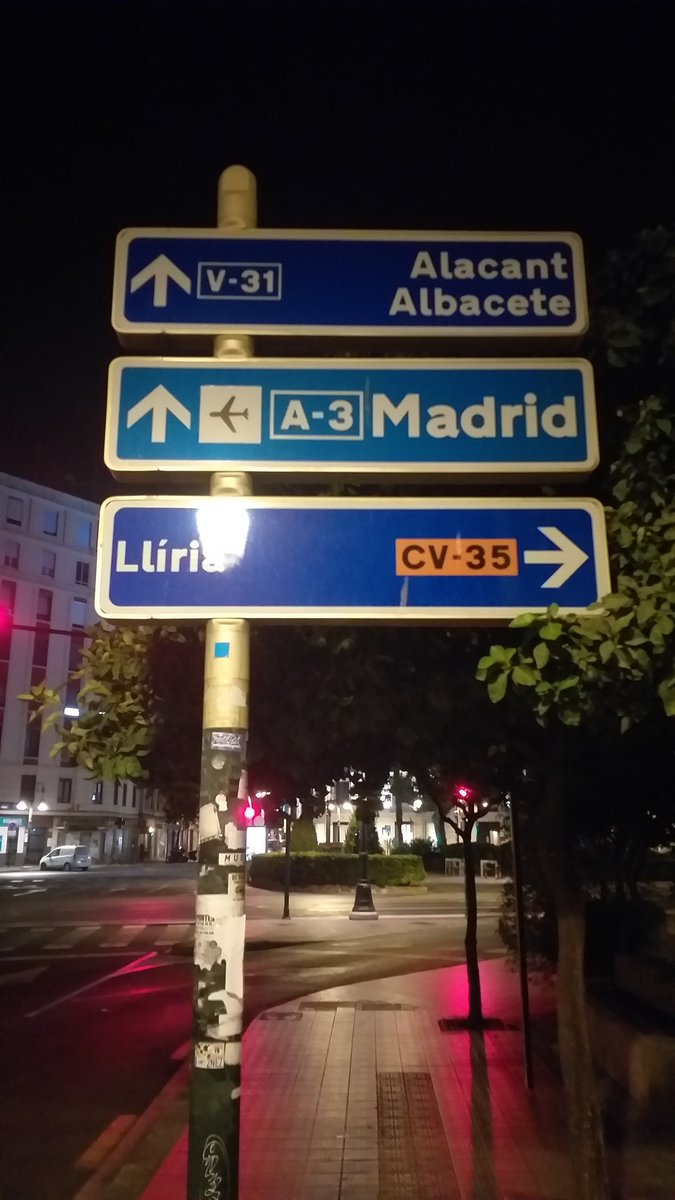 V-31 Alacant
Albacete
A-3 Madrid
Llíria CV-35